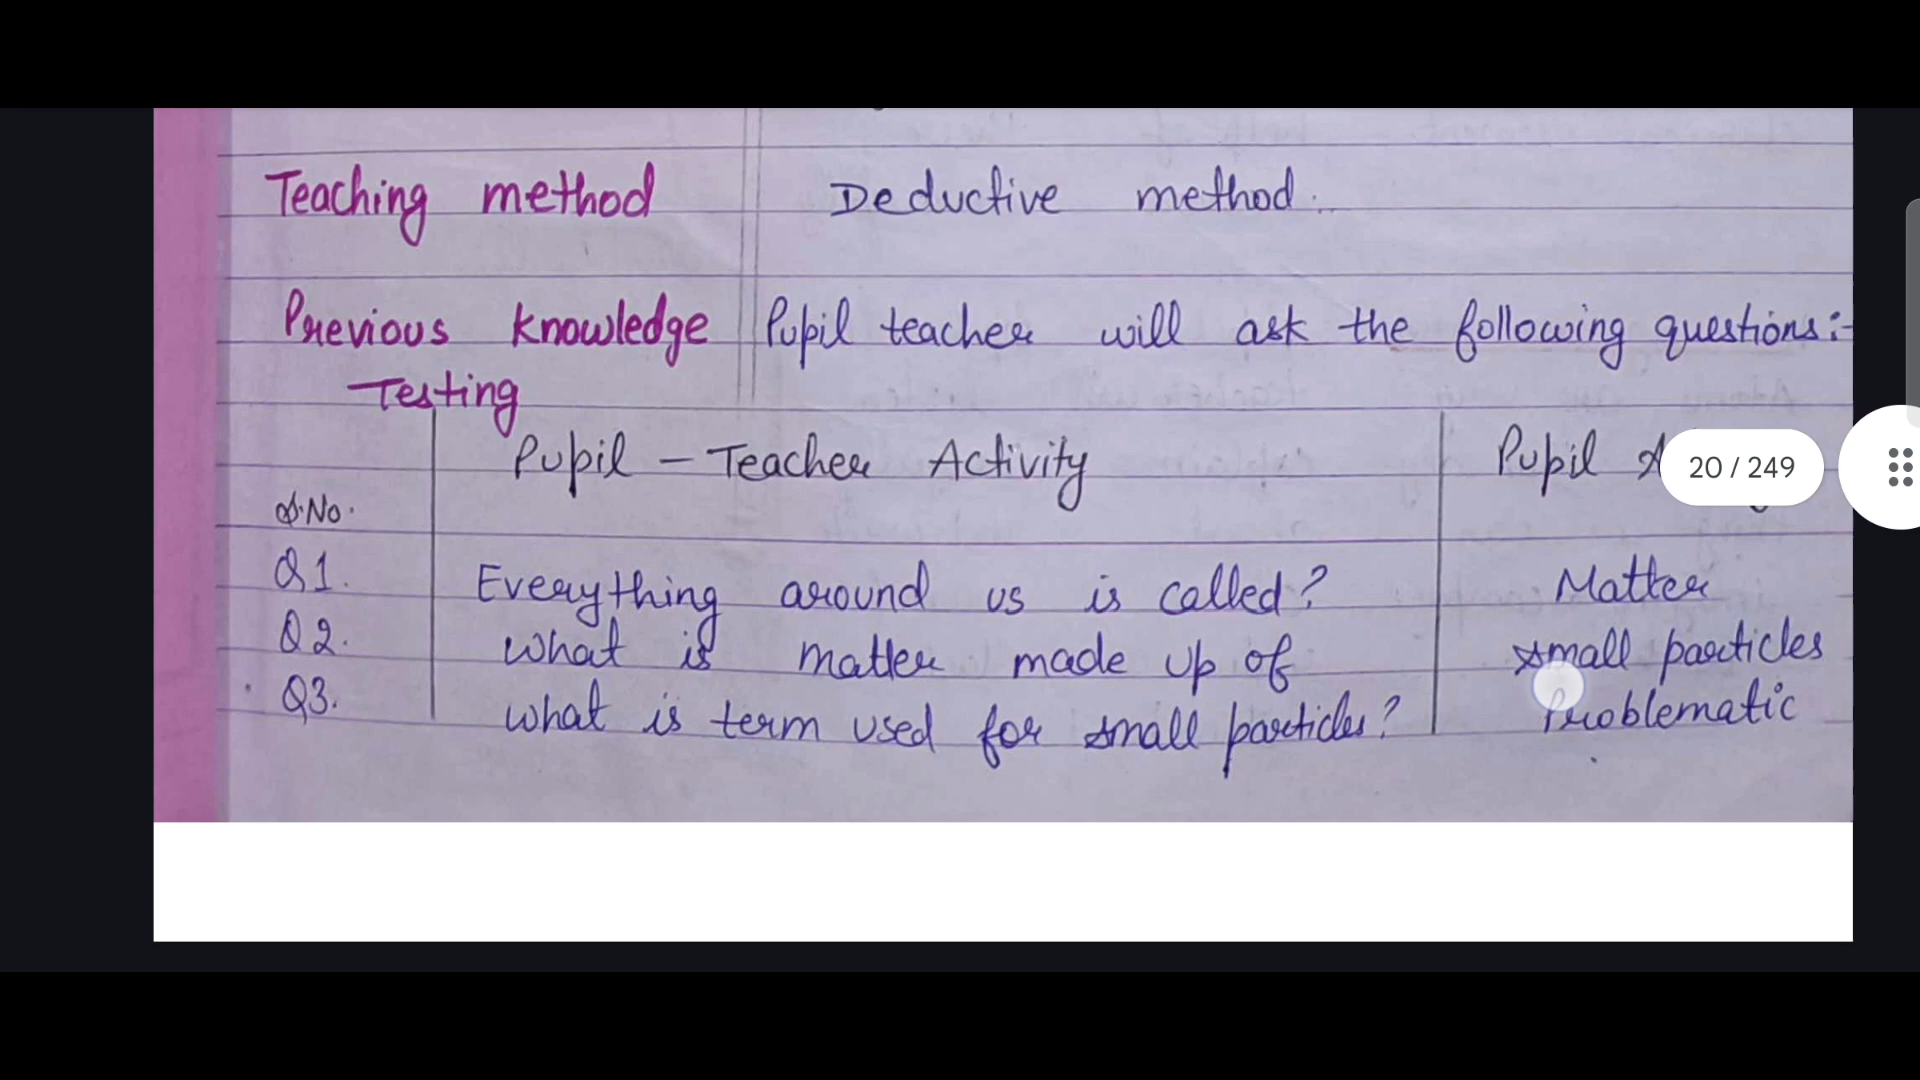 Teaching method Deductive method.
Previous knowledge Pupil teacher will ask the following questions:-
Testing
Pupil - Teacher Activity Pupil
20 / 249
S.No.
Q1. Everything around us is called? Matter
Q2. What is matter made up of small particles
Q3. What is term used for small particles? Problematic